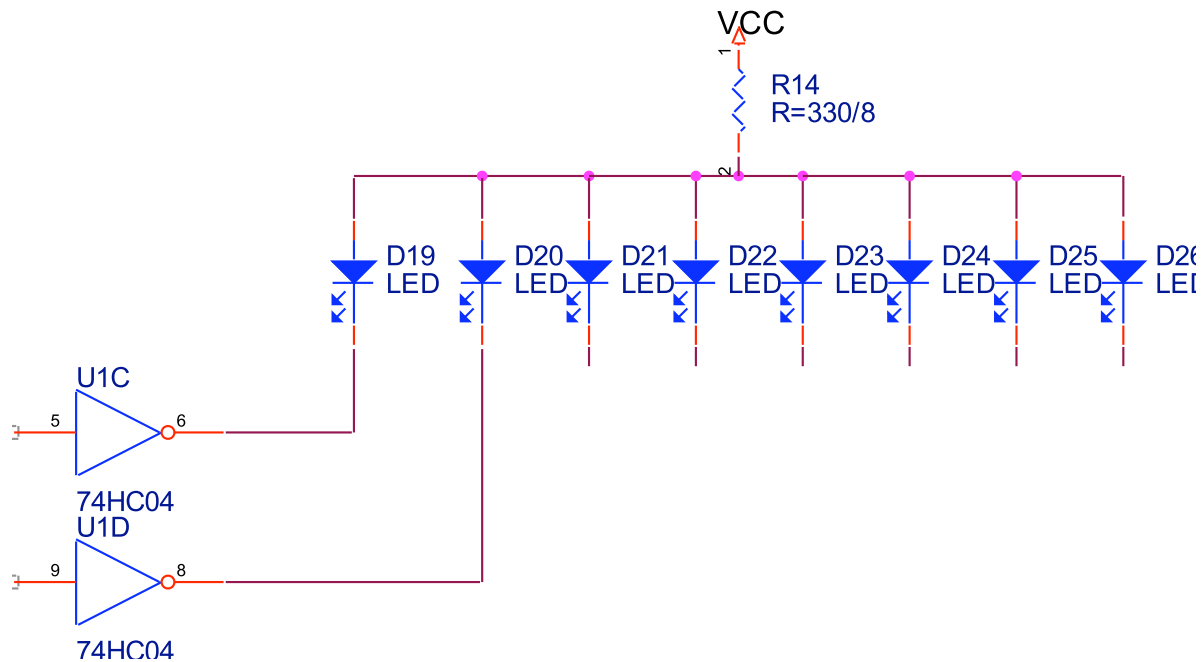 VCC
1
R14
R=330/8
2
D19
LED
D20
LED
D21
LED
D22
LED
D23
LED
D24
LED
D25
LED
D26
LED
U1C
5
6
74HC04
U1D
9
8
74HC04